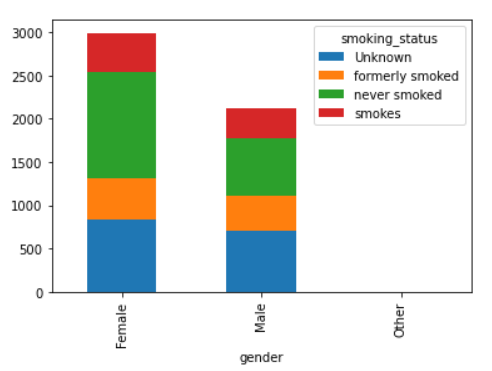 3000
2500
2000
1500
1000
500
0
smoking_status
Unknown
formerly smoked
never smoked
smokes
Female
Male
Other
gender